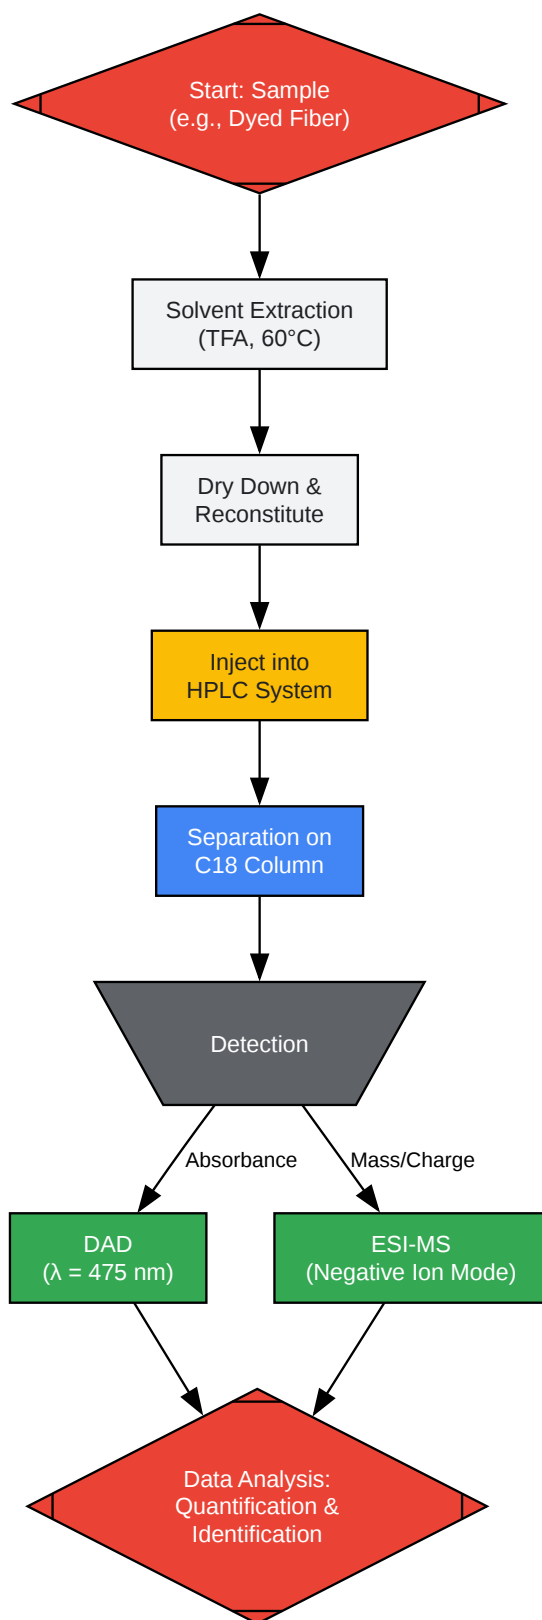 Start: Sample
(e.g., Dyed Fiber)
Solvent Extraction
(TFA, 60°C)
Dry Down &
Reconstitute
Inject into
HPLC System
Separation on
C18 Column
Detection
Absorbance
Mass/Charge
DAD
(λ = 475 nm)
ESI-MS
(Negative Ion Mode)
Data Analysis:
Quantification &
Identification